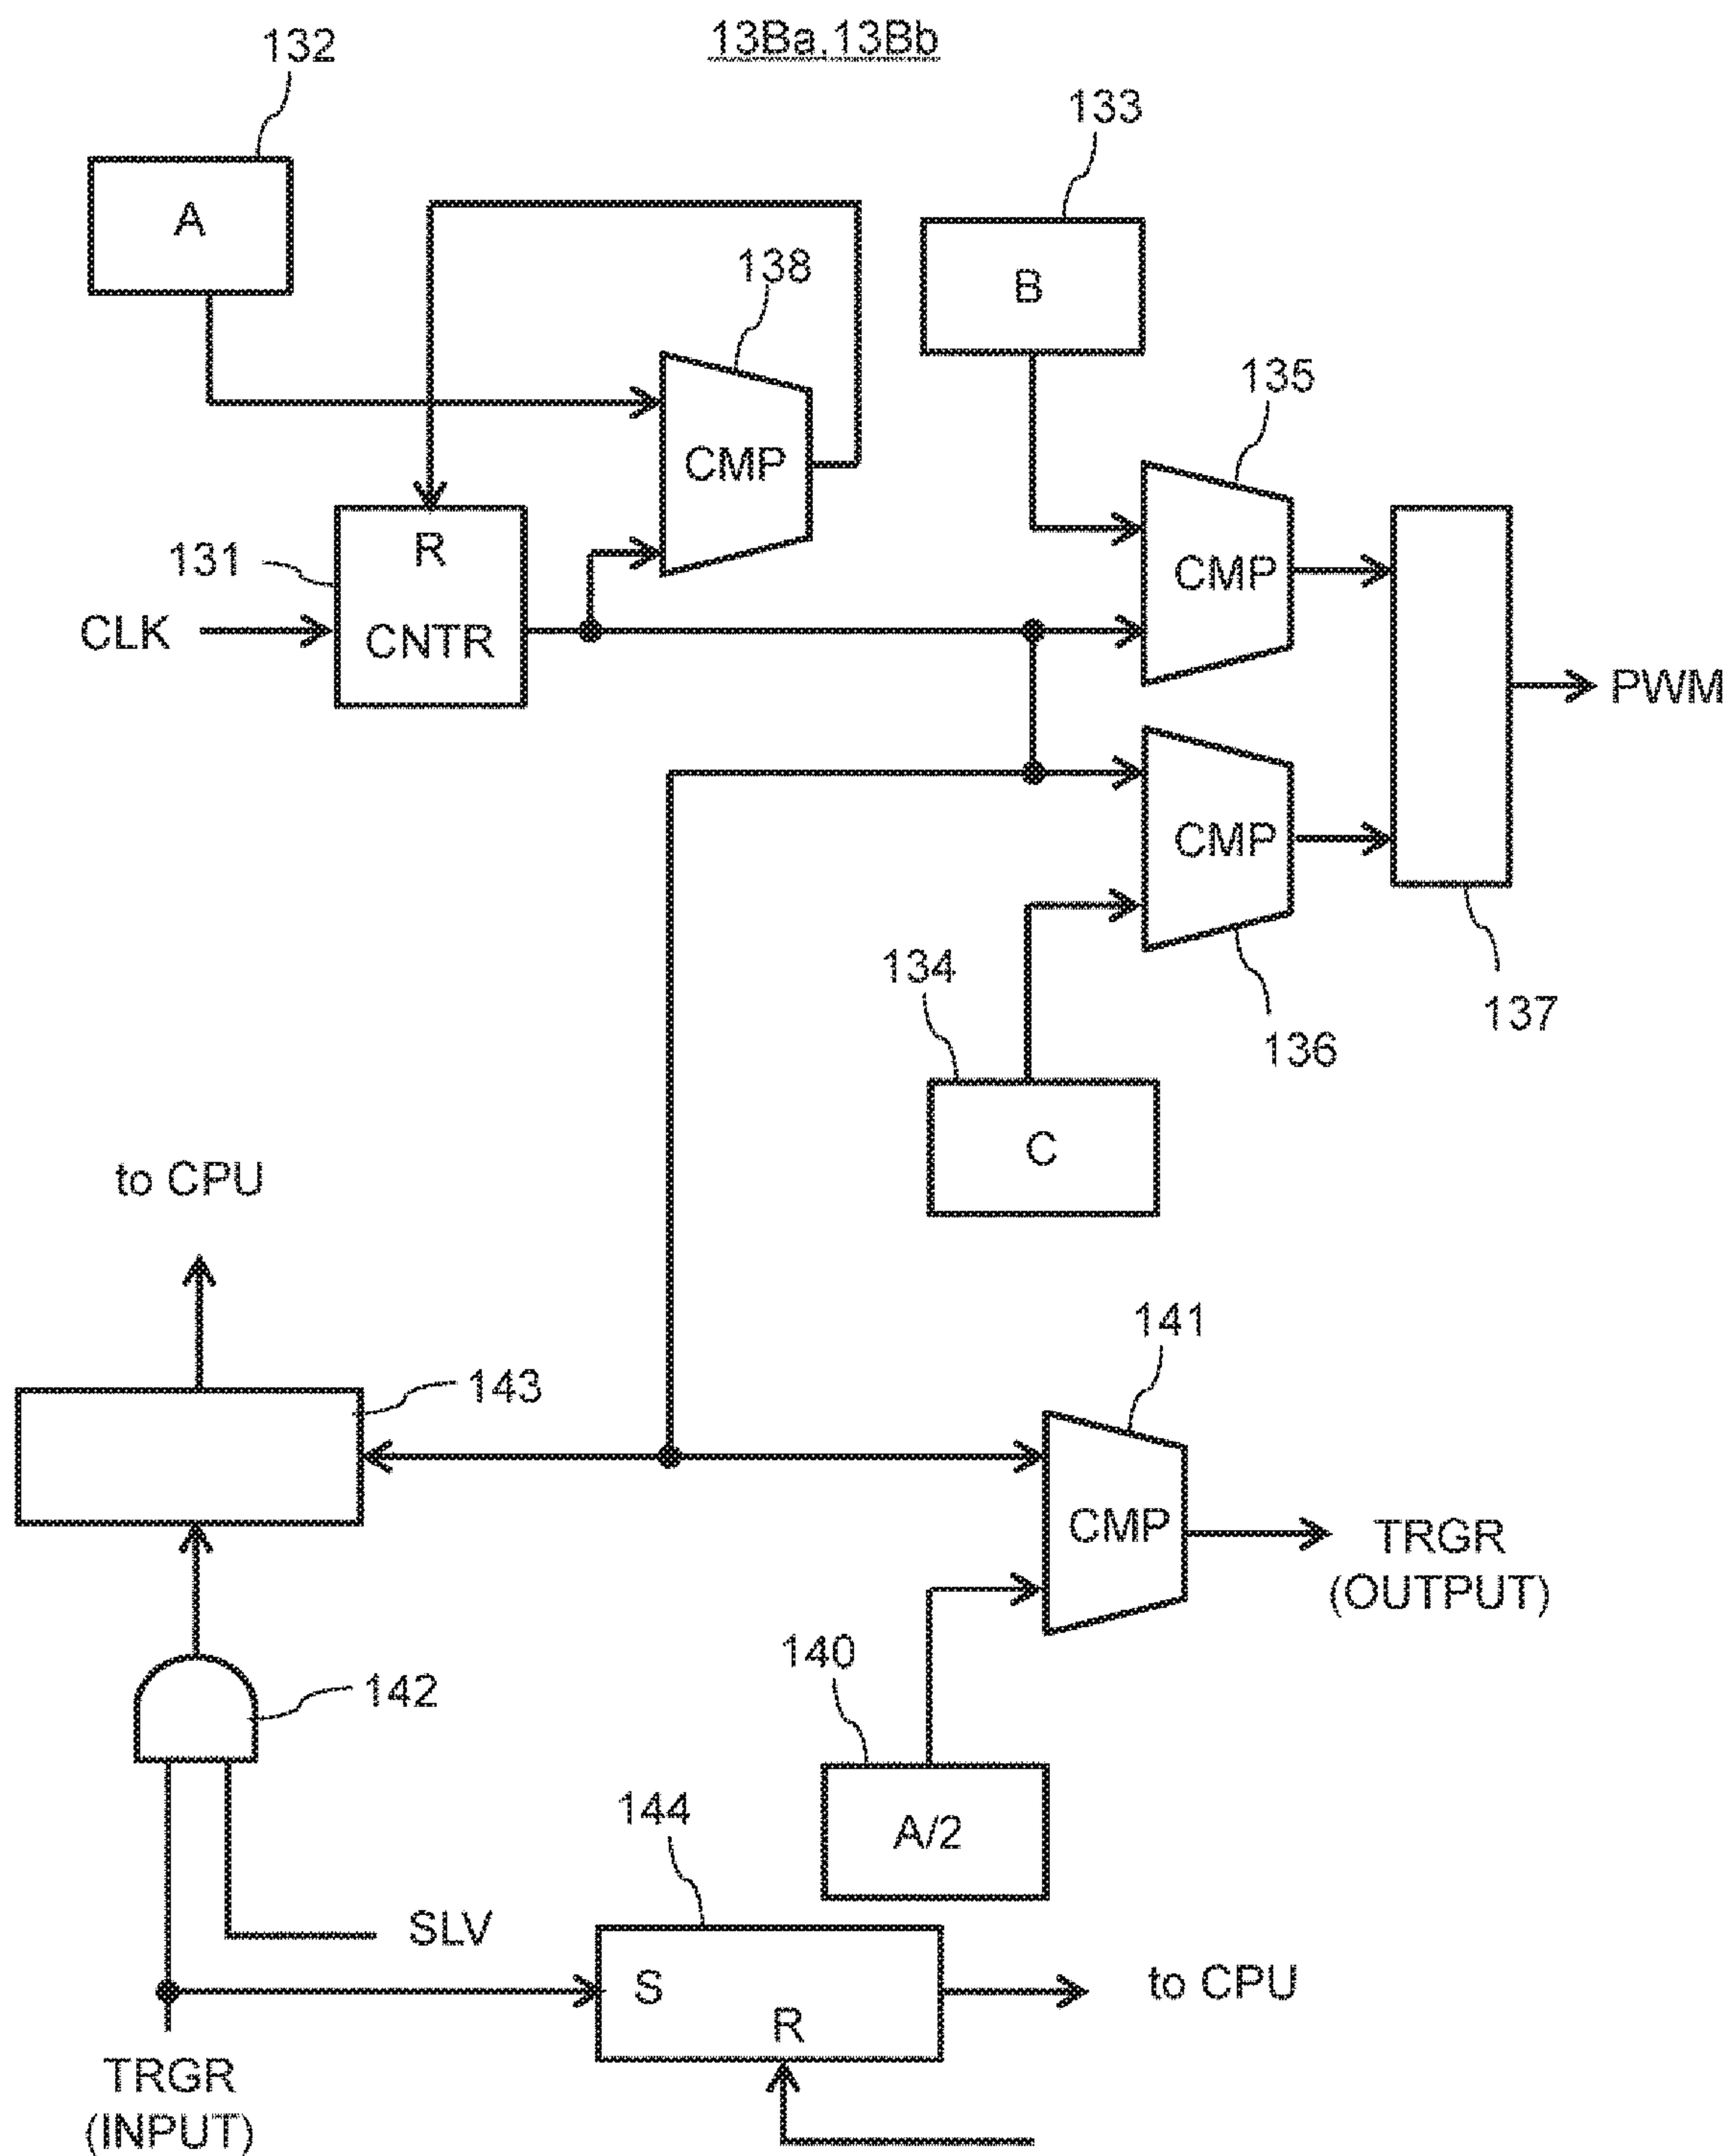 13Ba,13Bb
132
133
A
138
B
135
CMP
R
131
CMP
CLK
CNTR
PWM
CMP
134
137
136
C
to CPU
141
143
CMP
TRGR
(OUTPUT)
140
142
144
A/2
SLV
S
to CPU
R
TRGR
(INPUT)